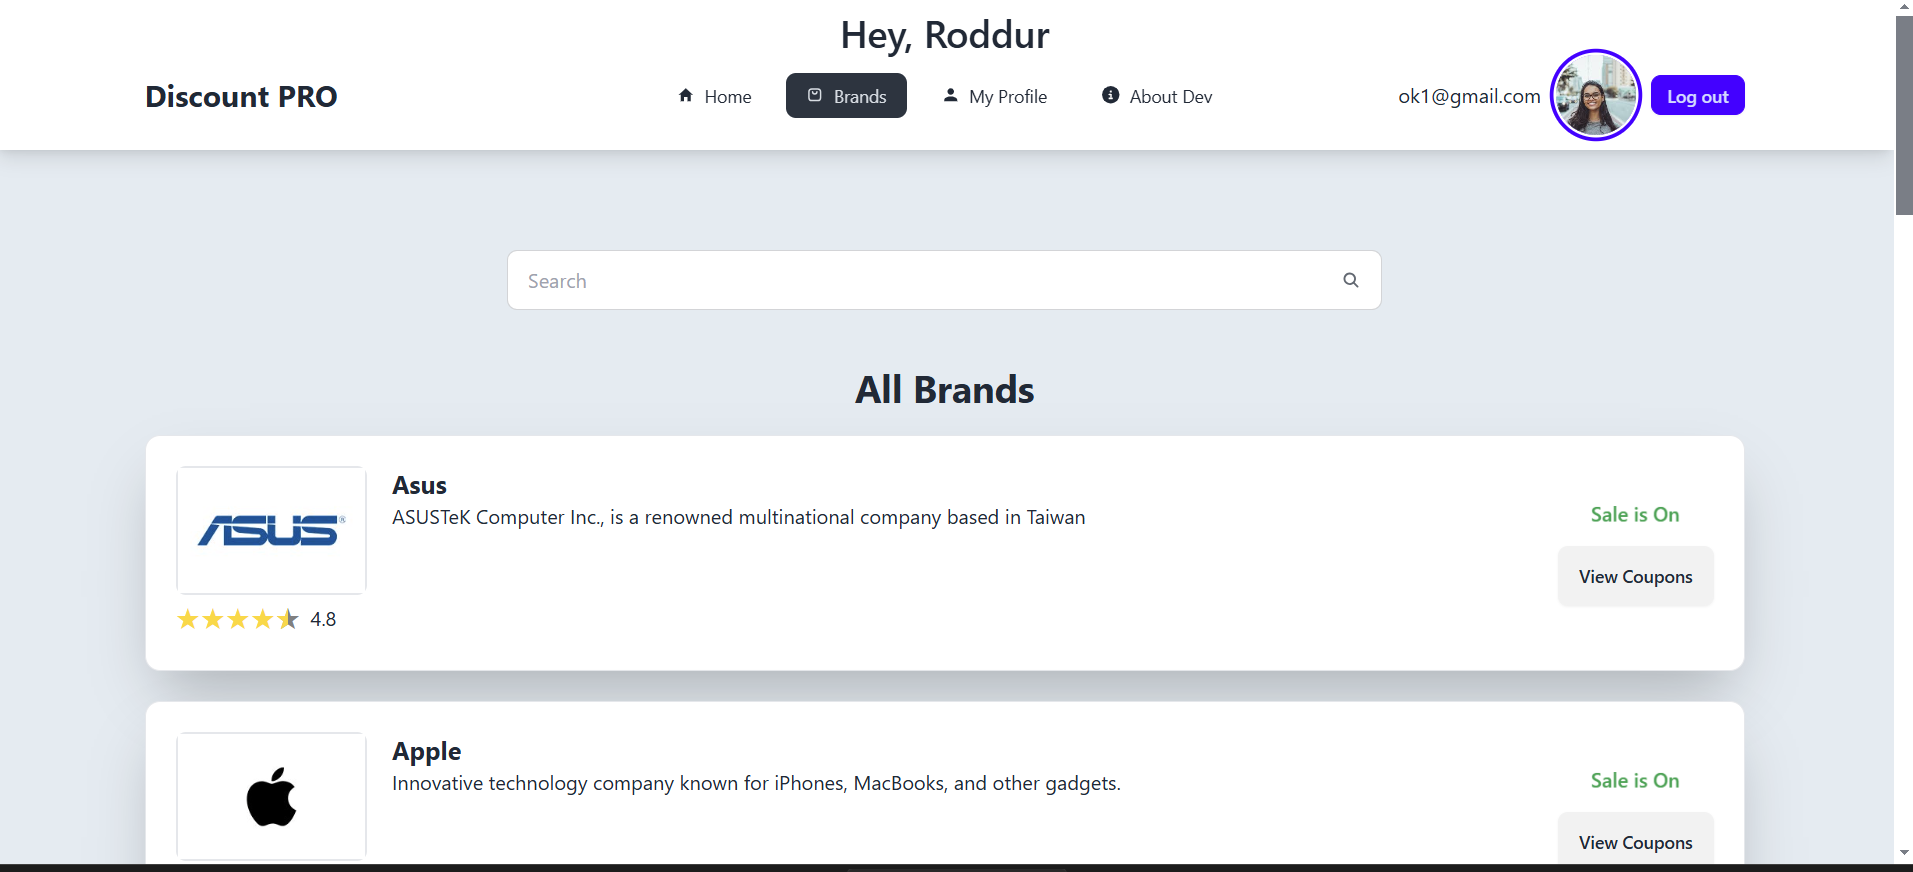 Hey, Roddur
Discount PRO
Home
Brands
My Profile
About Dev
ok1@gmail.com
Log out
Search
All Brands
ASUS®
Asus
ASUSTeK Computer Inc., is a renowned multinational company based in Taiwan
4.8
Sale is On
View Coupons
Apple
Innovative technology company known for iPhones, MacBooks, and other gadgets.
Sale is On
View Coupons